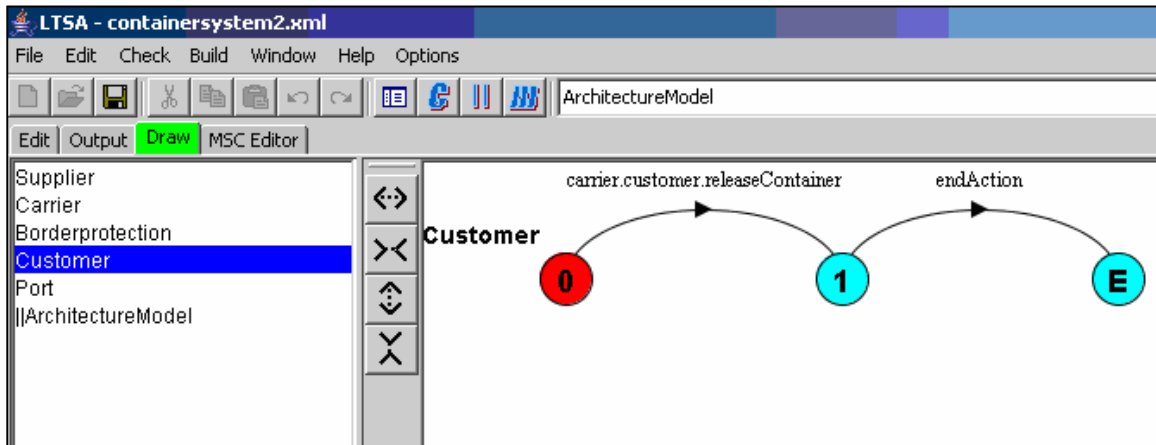 LTSA - containersystem2.xml
File Edit Check Build Window Help Options
ArchitectureModel
Edit Output Draw MSC Editor
Supplier
Carrier
Borderprotection
Customer
Port
||ArchitectureModel
carrier.customer.releaseContainer endAction
Customer
0 1 E